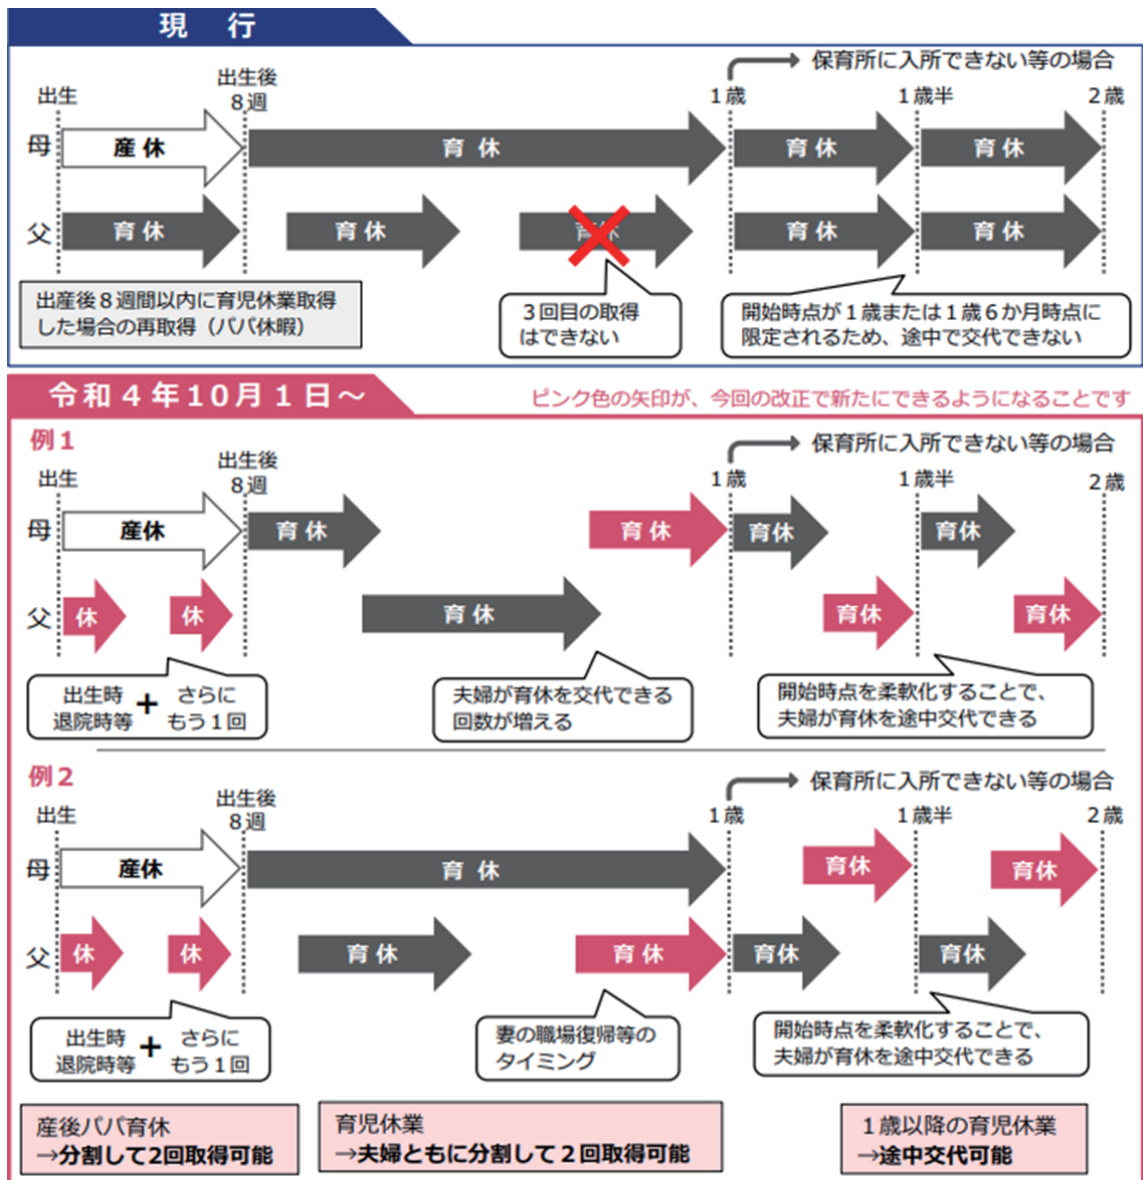 現 行
保育所に入所できない等の場合
出生
出生後
8週
1歳
1歳半
2歳
母
産休
育休
育休
育休
父
育休
育休
育休
育休
育休
出産後8週間以内に育児休業取得
した場合の再取得（パパ休暇）
3回目の取得
はできない
開始時点が1歳または1歳6か月時点に
限定されるため、途中で交代できない
令和4年10月1日～
ピンク色の矢印が、今回の改正で新たにできるようになることです
例1
保育所に入所できない等の場合
出生
出生後
8週
1歳
1歳半
2歳
母
産休
育休
育休
育休
育休
父
休
休
育休
育休
育休
出生時
退院時等
+
さらに
もう1回
夫婦が育休を交代できる
回数が増える
開始時点を柔軟化することで、
夫婦が育休を途中交代できる
例2
保育所に入所できない等の場合
出生
出生後
8週
1歳
1歳半
2歳
母
産休
育休
育休
育休
父
休
休
育休
育休
育休
育休
出生時
退院時等
+
さらに
もう1回
妻の職場復帰等の
タイミング
開始時点を柔軟化することで、
夫婦が育休を途中交代できる
産後パパ育休
→分割して2回取得可能
育児休業
→夫婦ともに分割して2回取得可能
1歳以降の育児休業
→途中交代可能